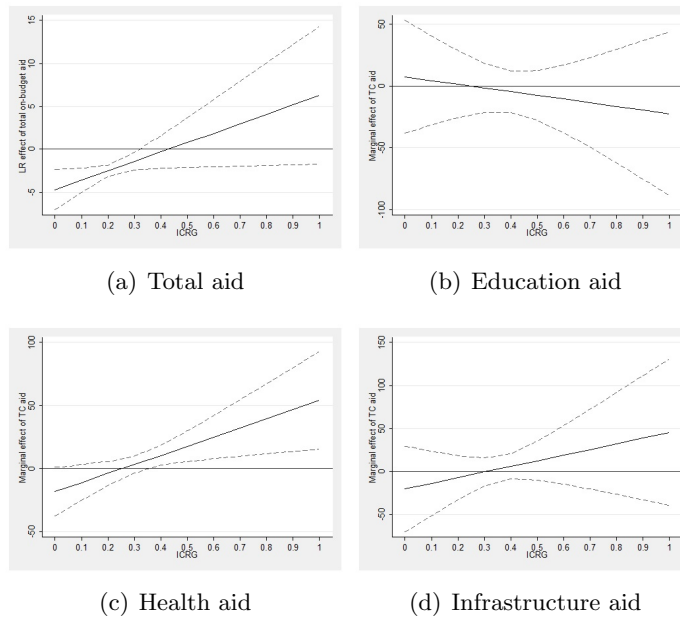 LR effect of total on-budget aid
15
10
5
0
-5
0 0.1 0.2 0.3 0.4 0.5 0.6 0.7 0.8 0.9 1
ICRG
(a) Total aid
Marginal effect of TC aid
50
0
-50
-100
0 0.1 0.2 0.3 0.4 0.5 0.6 0.7 0.8 0.9 1
ICRG
(b) Education aid
Marginal effect of TC aid
100
50
0
-50
0 0.1 0.2 0.3 0.4 0.5 0.6 0.7 0.8 0.9 1
ICRG
(c) Health aid
Marginal effect of TC aid
150
100
50
0
-50
0 0.1 0.2 0.3 0.4 0.5 0.6 0.7 0.8 0.9 1
ICRG
(d) Infrastructure aid